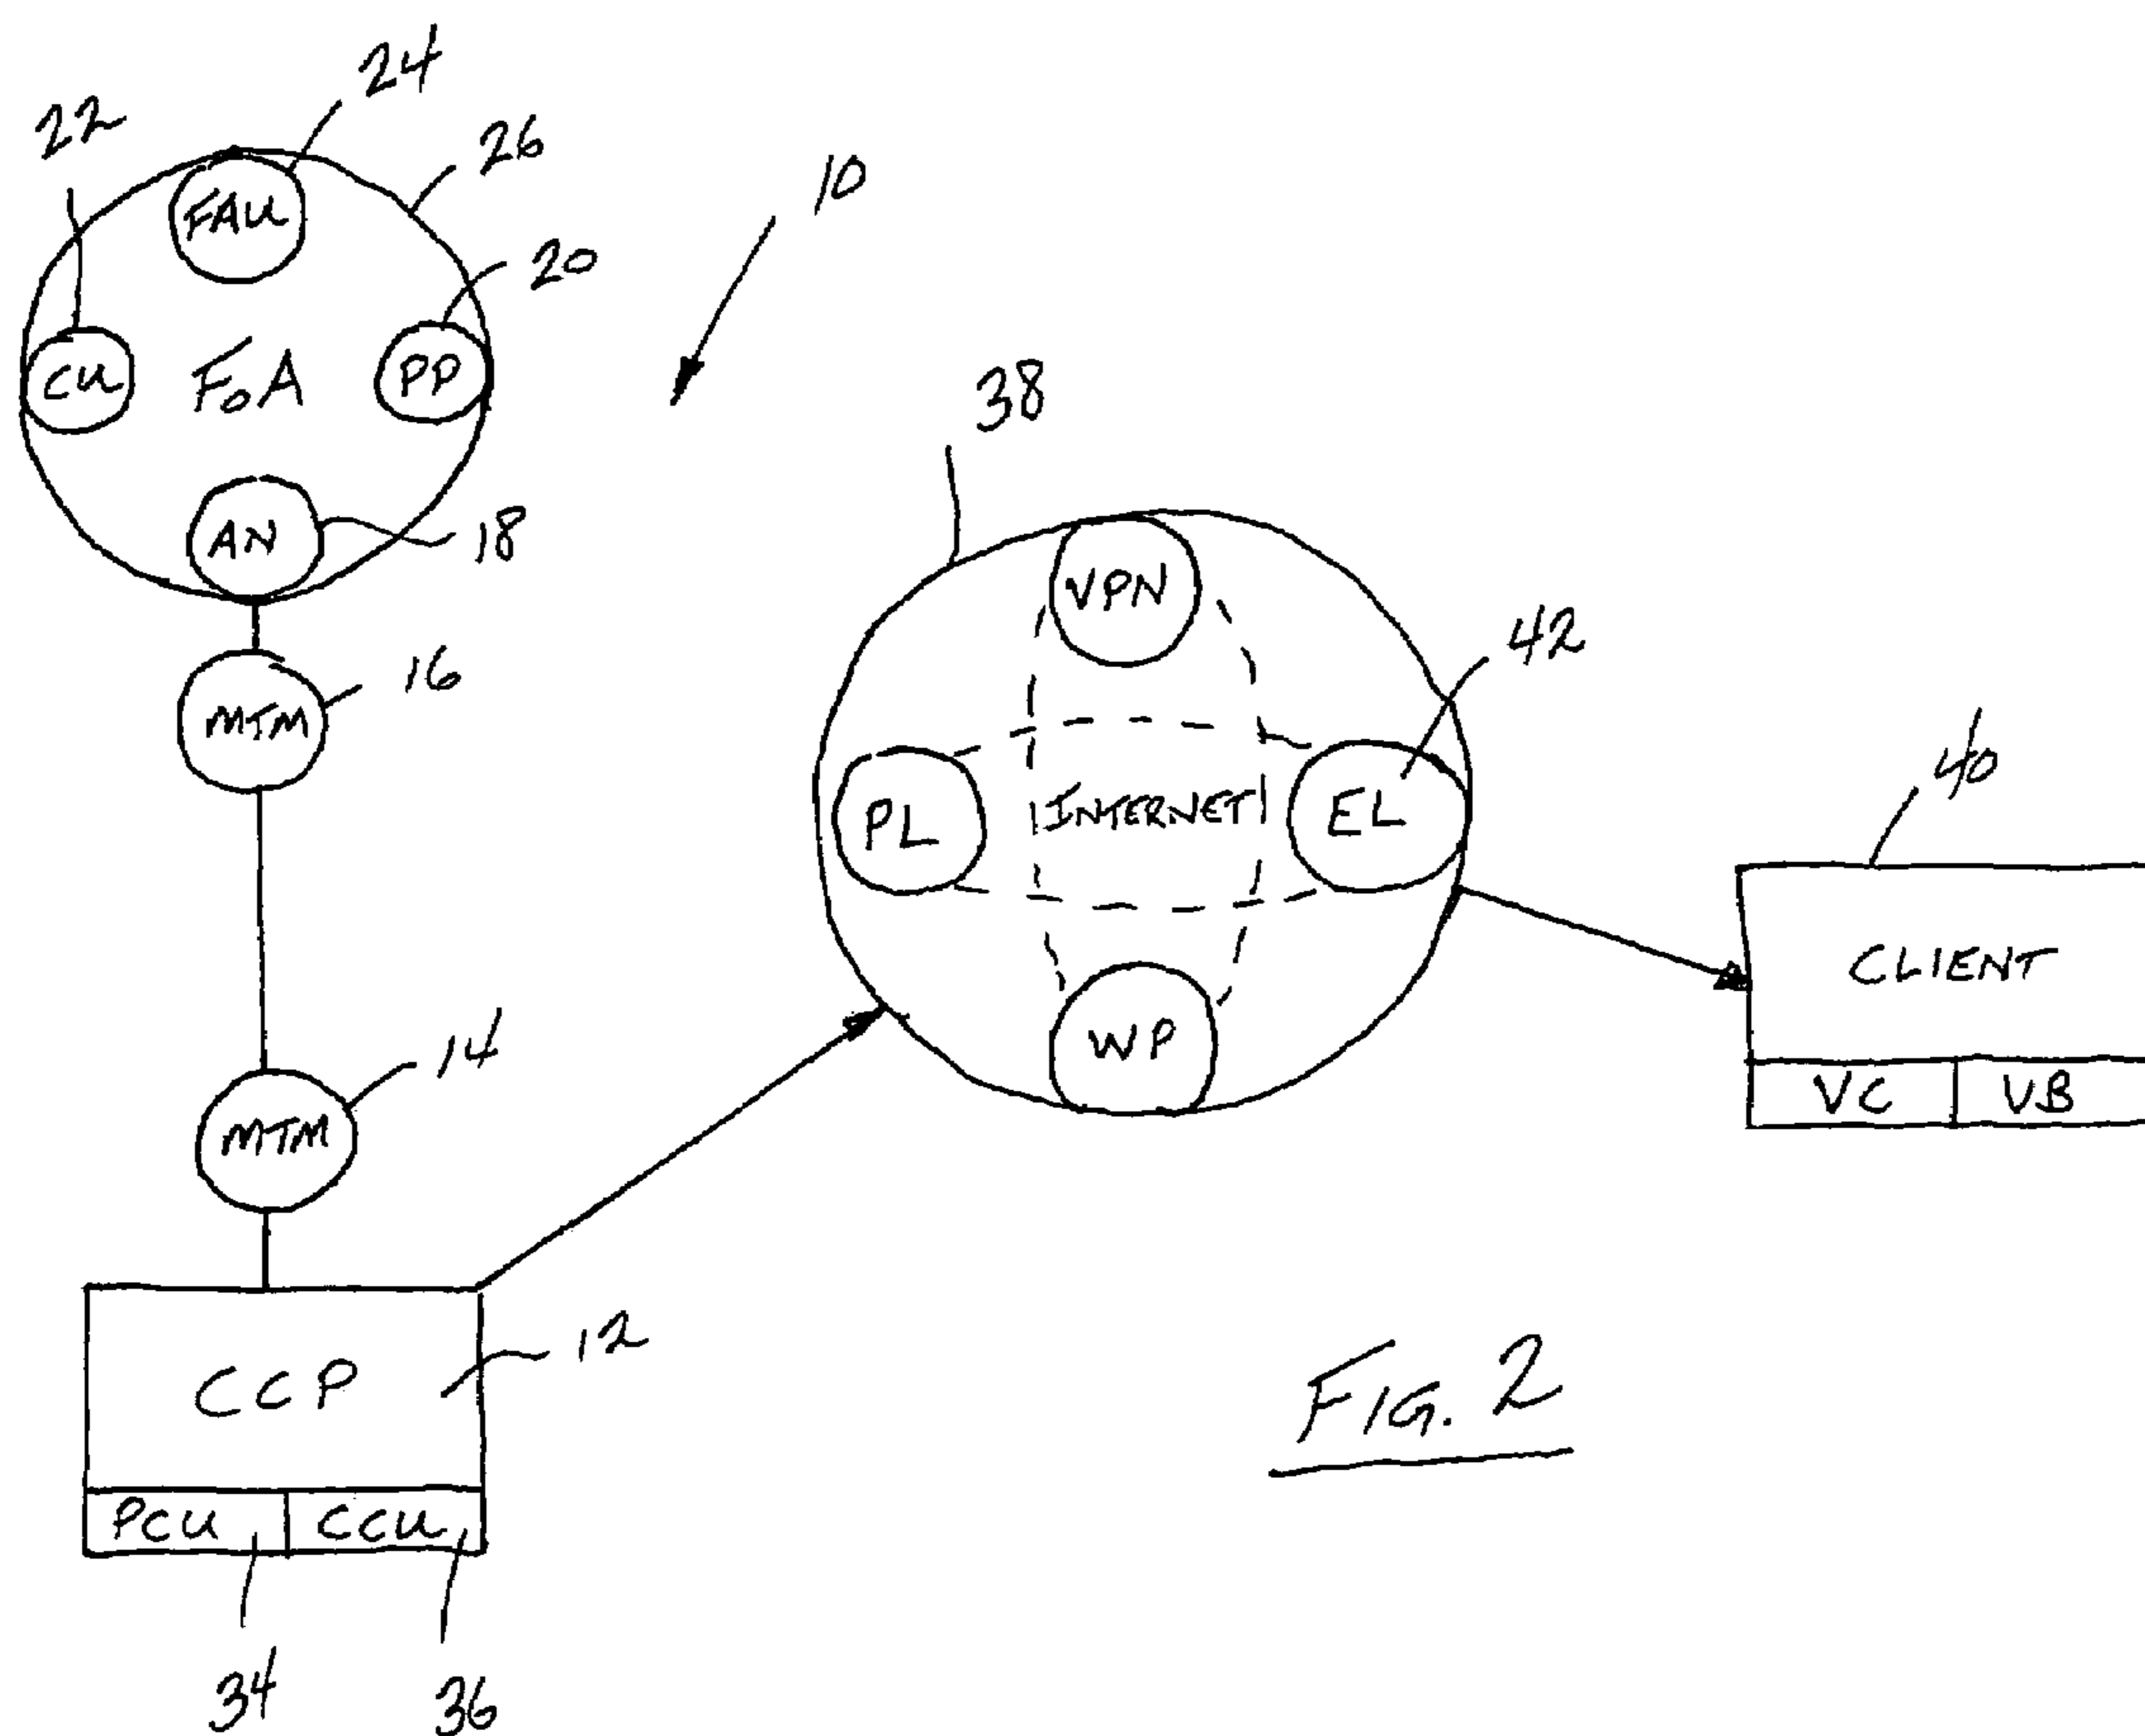 24
22
26
10
FAU
20
CU
FoA
PP
38
AN
18
VPN
42
16
MTM
40
INTERNET
PL
EL
CLIENT
14
WP
VC
VB
MTM
12
CCP
FIG. 2
PCU
CCU
34
36